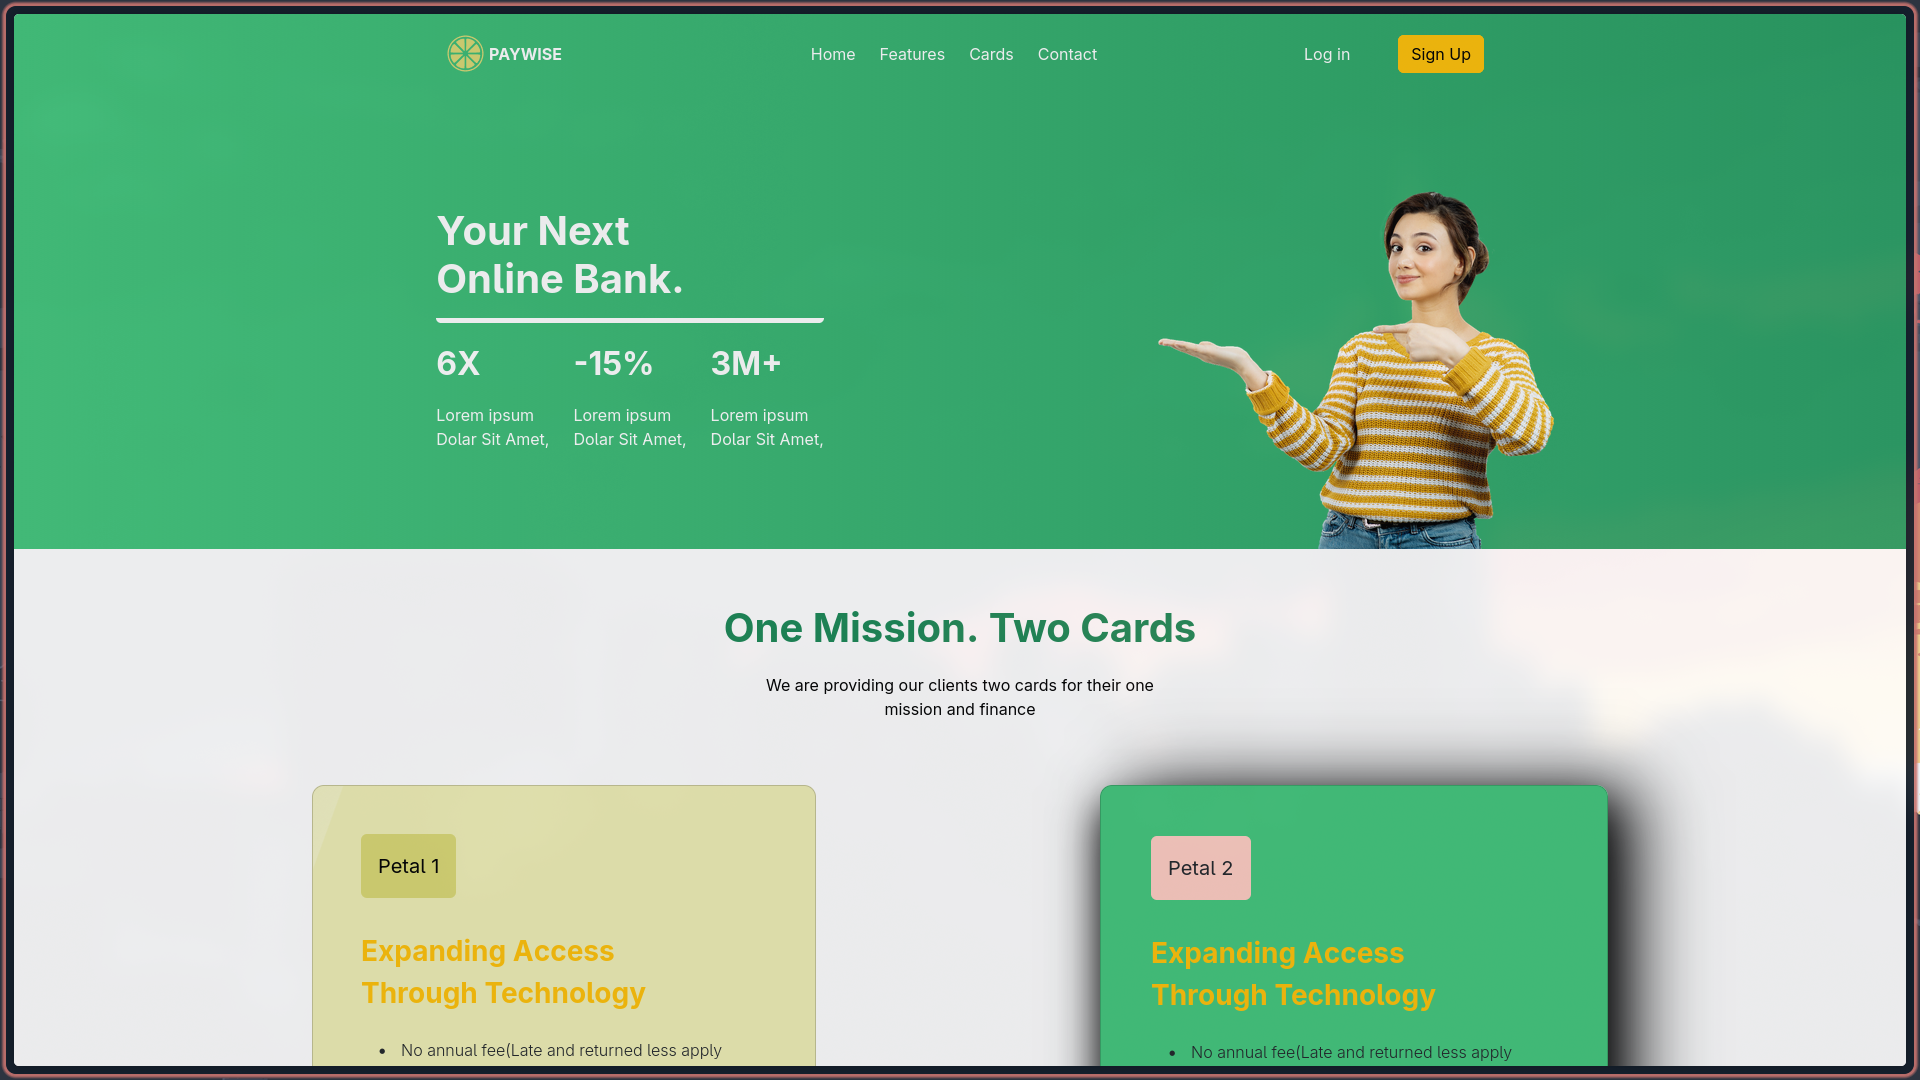 PAYWISE
Home Features Cards Contact
Log in
Sign Up
Your Next
Online Bank.
6X -15% 3M+
Lorem ipsum Lorem ipsum Lorem ipsum
Dolar Sit Amet, Dolar Sit Amet, Dolar Sit Amet,
One Mission. Two Cards
We are providing our clients two cards for their one
mission and finance
Petal 1
Expanding Access
Through Technology
• No annual fee(Late and returned less apply
Petal 2
Expanding Access
Through Technology
• No annual fee(Late and returned less apply